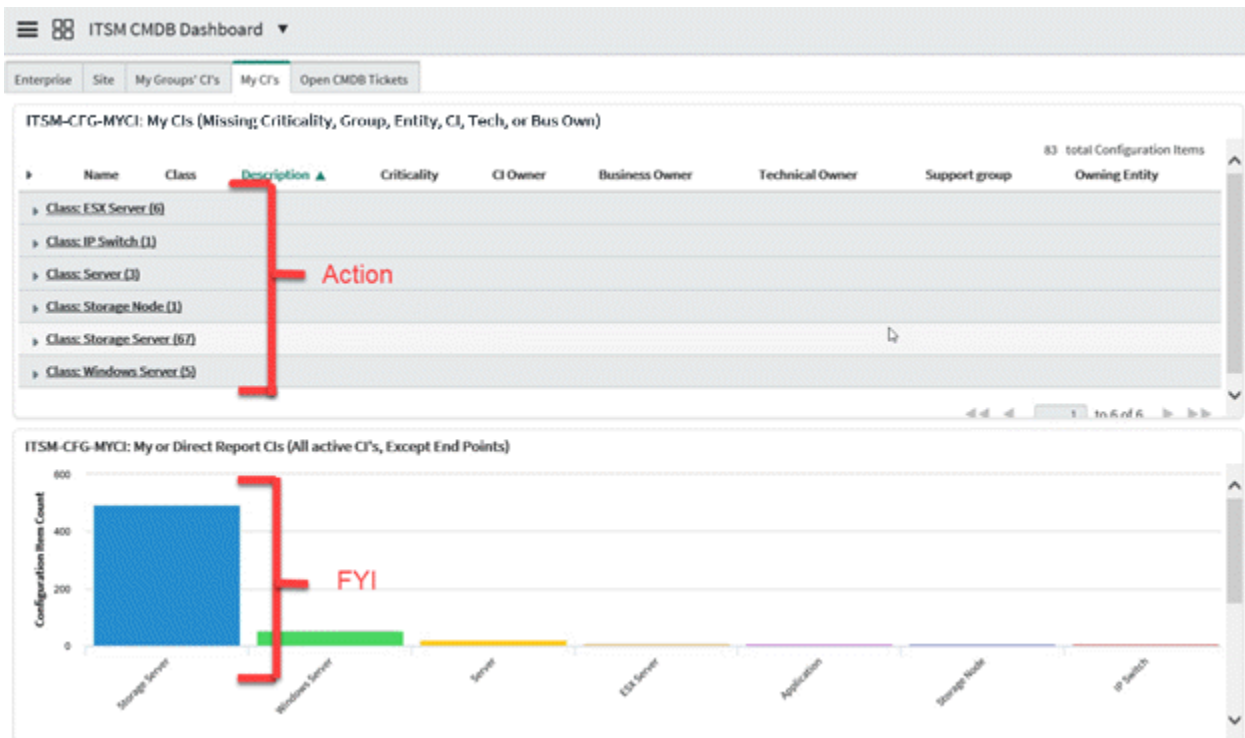 ITSM CMDB Dashboard
Enterprise Site My Groups' CI's My CI's Open CMDB Tickets
ITSM-CFG-MYCI: My CIs (Missing Criticality, Group, Entity, CI, Tech, or Bus Own)
83 total Configuration Items
Name Class Description Criticality CI Owner Business Owner Technical Owner Support group Owning Entity
Class: ESX Server (6)
Class: IP Switch (1)
Class: Server (3)
Action
Class: Storage Node (1)
Class: Storage Server (67)
Class: Windows Server (5)
1 to 6 of 6
ITSM-CFG-MYCI: My or Direct Report CIs (All active CI's, Except End Points)
Configuration Item Count
600
400
200
0
FYI
Storage Server
Windows Server
Server
ESX Server
Application
Storage Node
IP Switch